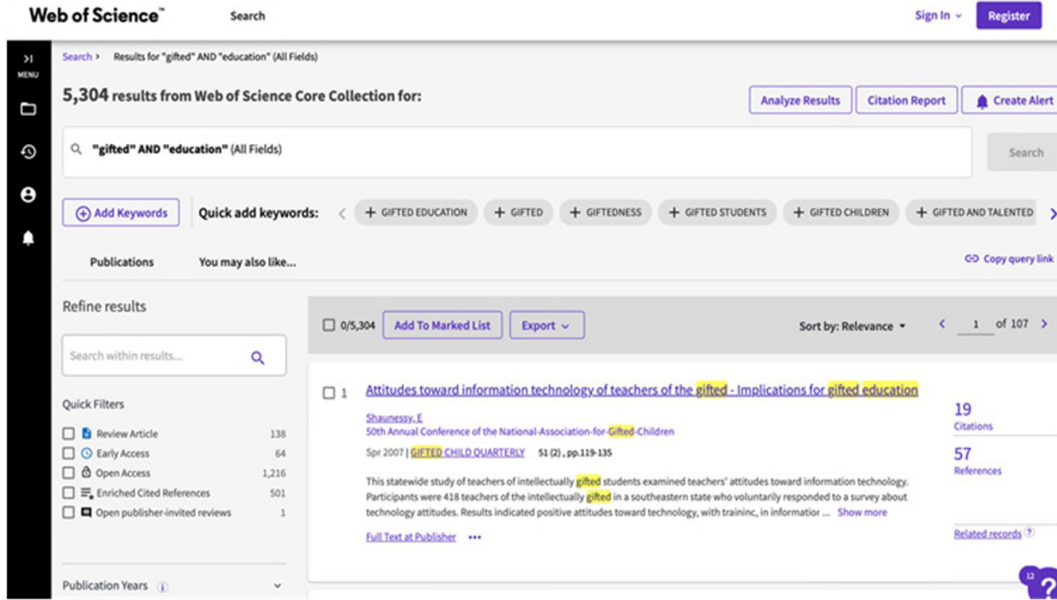 Web of Science™ Search Sign In Register
MENU
Search > Results for "gifted" AND "education" (All Fields)
5,304 results from Web of Science Core Collection for:
Analyze Results Citation Report Create Alert
"gifted" AND "education" (All Fields) Search
Add Keywords Quick add keywords: < + GIFTED EDUCATION + GIFTED + GIFTEDNESS + GIFTED STUDENTS + GIFTED CHILDREN + GIFTED AND TALENTED >
Publications You may also like... Copy query link
Refine results
0/5,304 Add To Marked List Export Sort by: Relevance < 1 of 107 >
Search within results...
Quick Filters
Review Article 138
Early Access 64
Open Access 1,216
Enriched Cited References 501
Open publisher-invited reviews 1
Publication Years
1 Attitudes toward information technology of teachers of the gifted - Implications for gifted education
Shaunessy, E
50th Annual Conference of the National-Association-for-Gifted-Children
Spr 2007 | GIFTED CHILD QUARTERLY 51 (2) , pp.119-135
This statewide study of teachers of intellectually gifted students examined teachers' attitudes toward information technology.
Participants were 418 teachers of the intellectually gifted in a southeastern state who voluntarily responded to a survey about
technology attitudes. Results indicated positive attitudes toward technology, with traininc, in informatior ... Show more
Full Text at Publisher •••
19
Citations
57
References
Related records ?
12
?